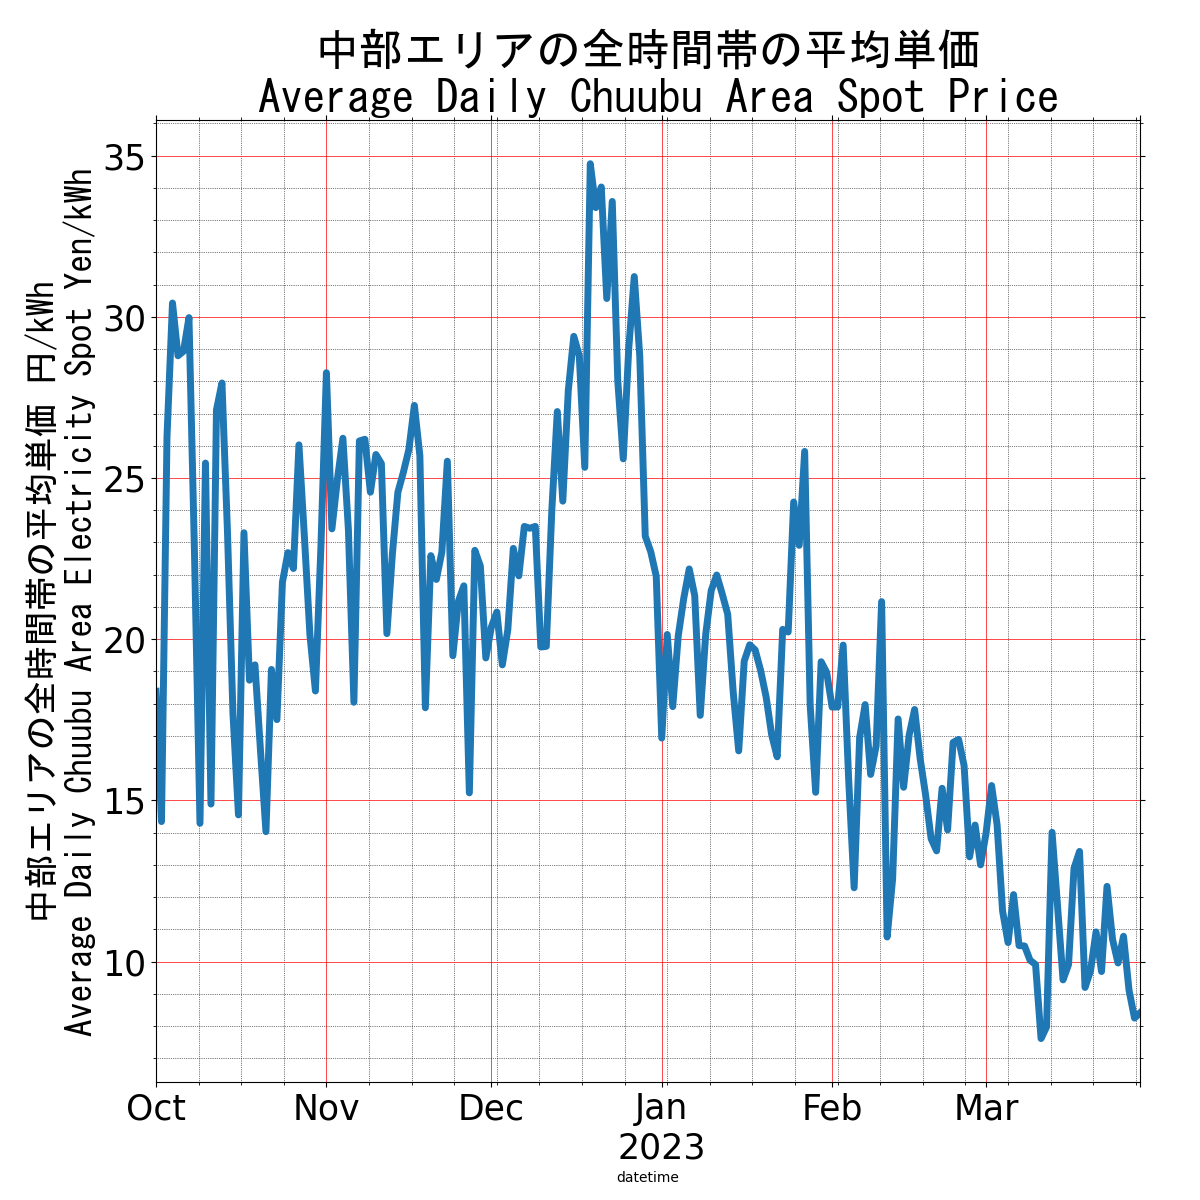 中部エリアの全時間帯の平均単価
Average Daily Chuubu Area Spot Price
中部エリアの全時間帯の平均単価 円/kWh
Average Daily Chuubu Area Electricity Spot Yen/kWh
35
30
25
20
15
10
Oct Nov Dec Jan Feb Mar
2023
datetime